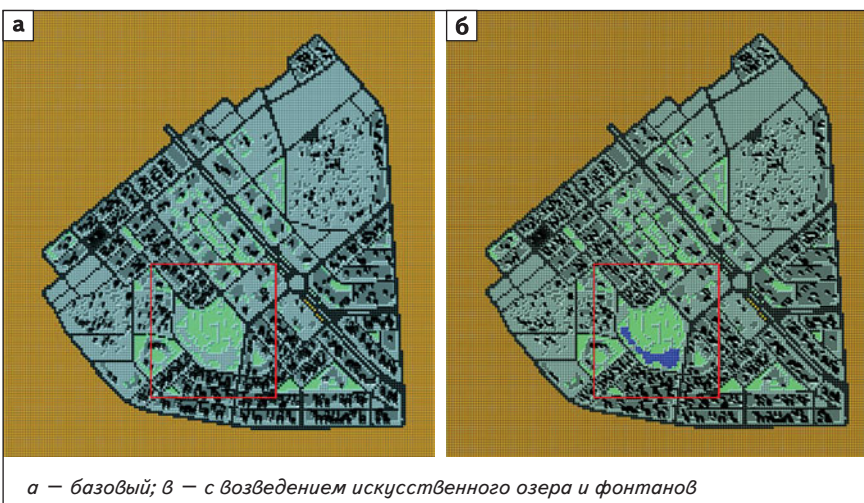 а
б
а — базовый; в — с возведением искусственного озера и фонтанов